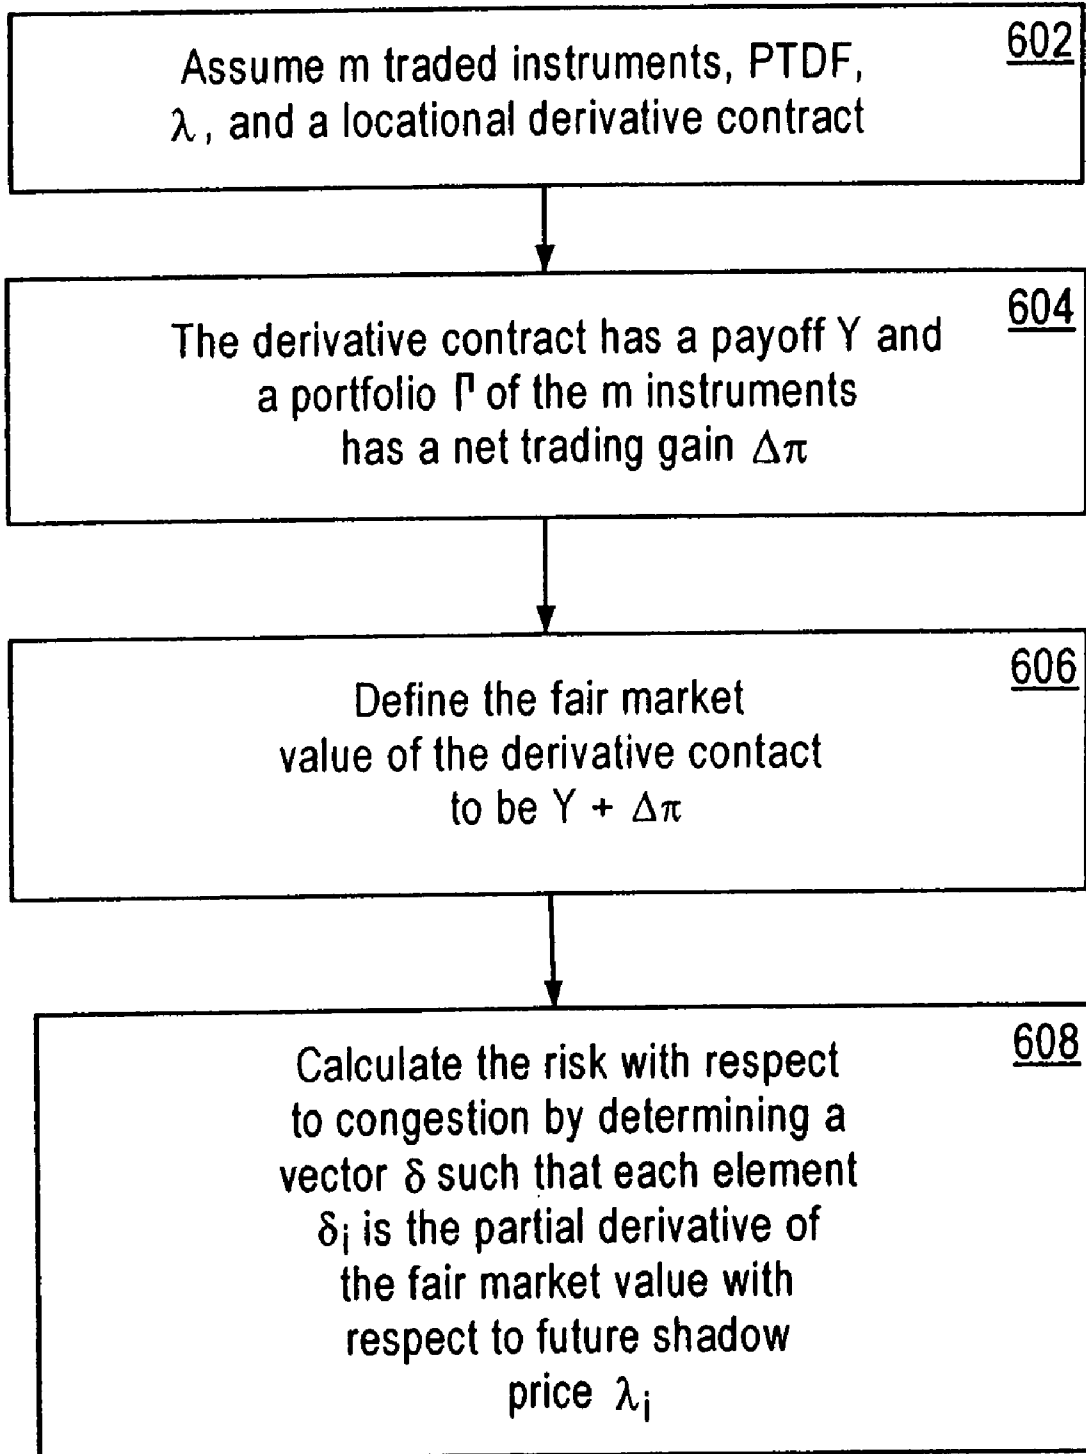 602
Assume m traded instruments, PTDF,
λ, and a locational derivative contract
604
The derivative contract has a payoff Y and
a portfolio Γ of the m instruments
has a net trading gain Δπ
606
Define the fair market
value of the derivative contact
to be Y + Δπ
608
Calculate the risk with respect
to congestion by determining a
vector δ such that each element
δi is the partial derivative of
the fair market value with
respect to future shadow
price λi